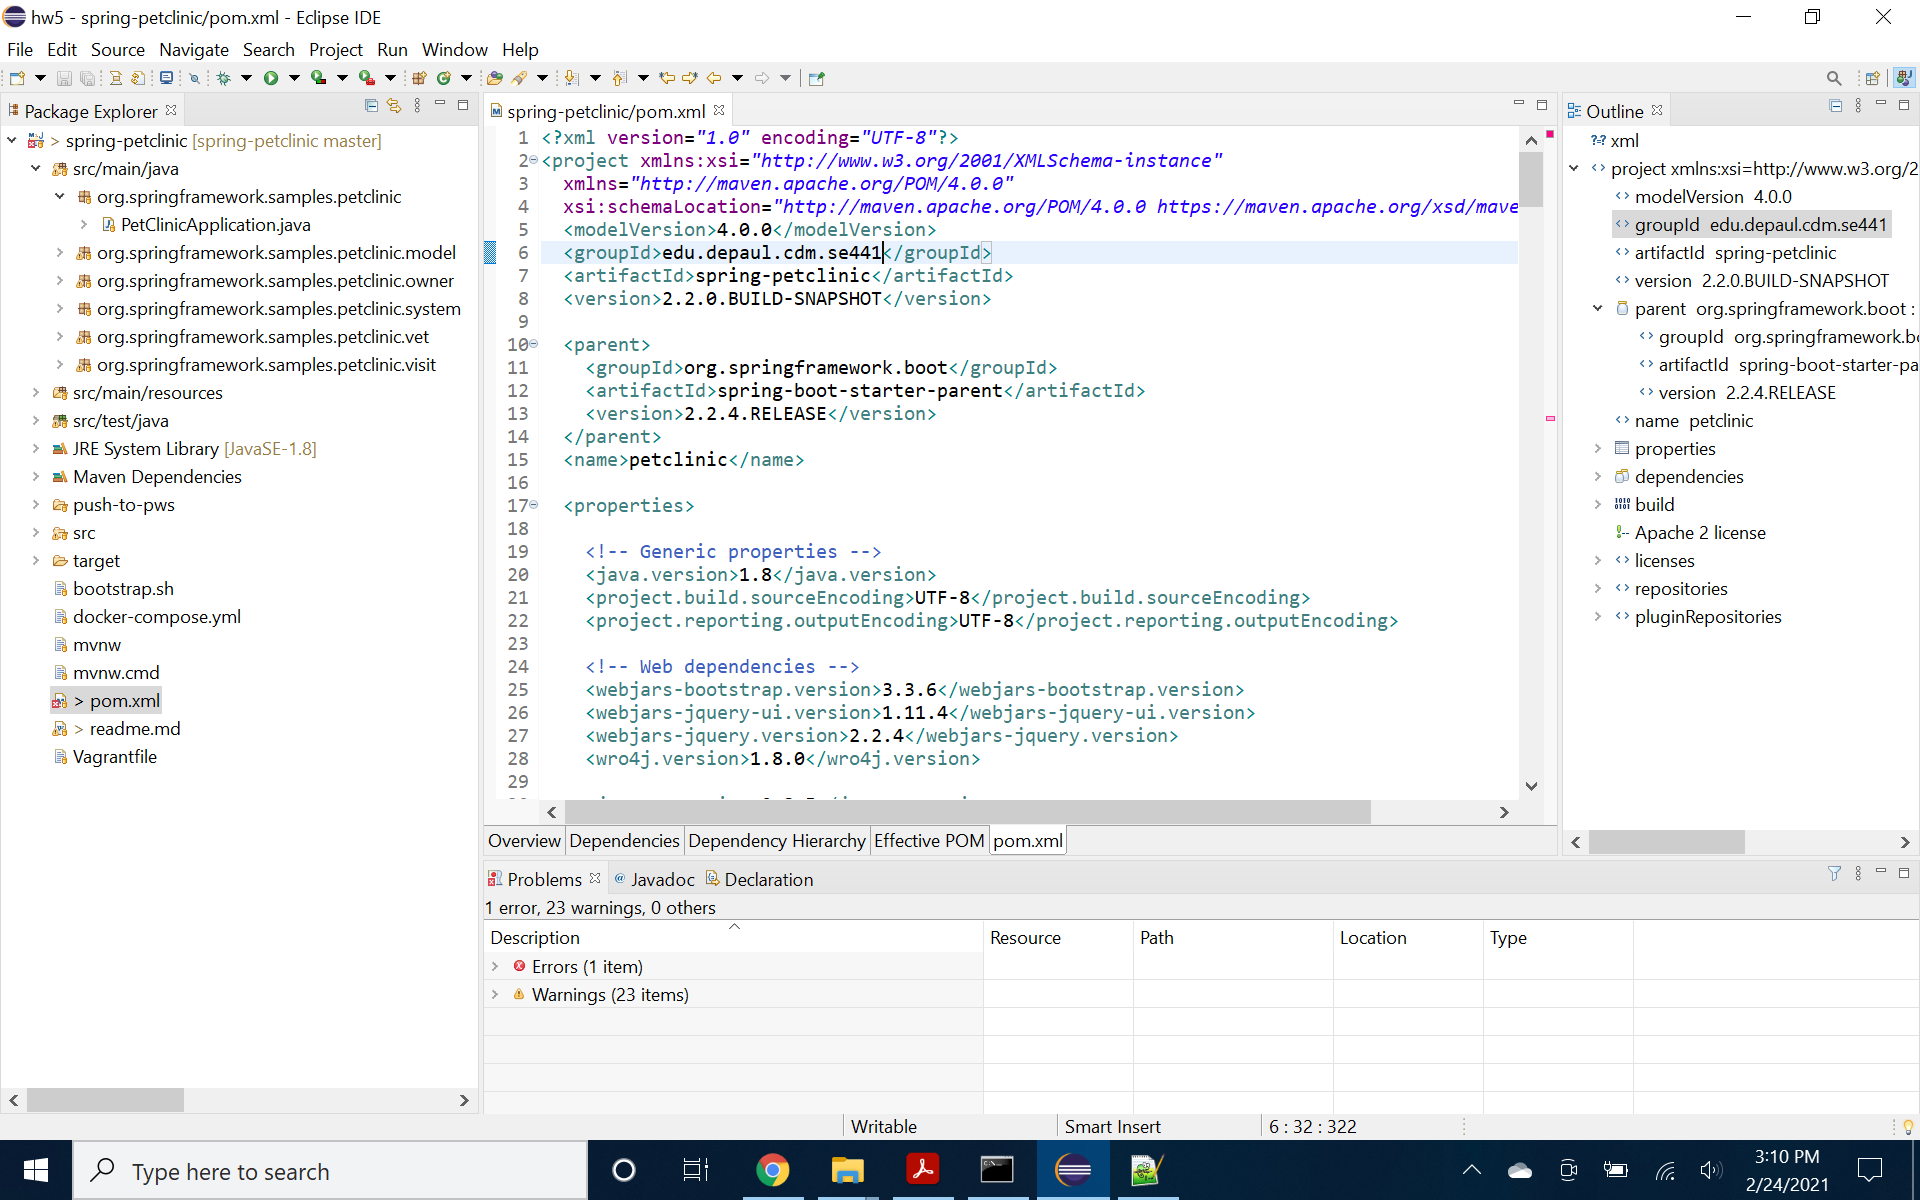 hw5 - spring-petclinic/pom.xml - Eclipse IDE
File Edit Source Navigate Search Project Run Window Help
Package Explorer
> spring-petclinic [spring-petclinic master]
src/main/java
org.springframework.samples.petclinic
PetClinicApplication.java
org.springframework.samples.petclinic.model
org.springframework.samples.petclinic.owner
org.springframework.samples.petclinic.system
org.springframework.samples.petclinic.vet
org.springframework.samples.petclinic.visit
src/main/resources
src/test/java
JRE System Library [JavaSE-1.8]
Maven Dependencies
push-to-pws
src
target
bootstrap.sh
docker-compose.yml
mvnw
mvnw.cmd
> pom.xml
> readme.md
Vagrantfile
spring-petclinic/pom.xml
1 <?xml version="1.0" encoding="UTF-8"?>
2 <project xmlns:xsi="http://www.w3.org/2001/XMLSchema-instance"
3 xmlns="http://maven.apache.org/POM/4.0.0"
4 xsi:schemaLocation="http://maven.apache.org/POM/4.0.0 https://maven.apache.org/xsd/mave
5 <modelVersion>4.0.0</modelVersion>
6 <groupId>edu.depaul.cdm.se441</groupId>
7 <artifactId>spring-petclinic</artifactId>
8 <version>2.2.0.BUILD-SNAPSHOT</version>
9
10 <parent>
11 <groupId>org.springframework.boot</groupId>
12 <artifactId>spring-boot-starter-parent</artifactId>
13 <version>2.2.4.RELEASE</version>
14 </parent>
15 <name>petclinic</name>
16
17 <properties>
18
19 <!-- Generic properties -->
20 <java.version>1.8</java.version>
21 <project.build.sourceEncoding>UTF-8</project.build.sourceEncoding>
22 <project.reporting.outputEncoding>UTF-8</project.reporting.outputEncoding>
23
24 <!-- Web dependencies -->
25 <webjars-bootstrap.version>3.3.6</webjars-bootstrap.version>
26 <webjars-jquery-ui.version>1.11.4</webjars-jquery-ui.version>
27 <webjars-jquery.version>2.2.4</webjars-jquery.version>
28 <wro4j.version>1.8.0</wro4j.version>
29
Overview Dependencies Dependency Hierarchy Effective POM pom.xml
Outline
xml
project xmlns:xsi=http://www.w3.org/2
modelVersion 4.0.0
groupId edu.depaul.cdm.se441
artifactId spring-petclinic
version 2.2.0.BUILD-SNAPSHOT
parent org.springframework.boot :
groupId org.springframework.bo
artifactId spring-boot-starter-pa
version 2.2.4.RELEASE
name petclinic
properties
dependencies
build
Apache 2 license
licenses
repositories
pluginRepositories
Problems Javadoc Declaration
1 error, 23 warnings, 0 others
Description Resource Path Location Type
Errors (1 item)
Warnings (23 items)
Writable Smart Insert 6 : 32 : 322
Type here to search
3:10 PM
2/24/2021